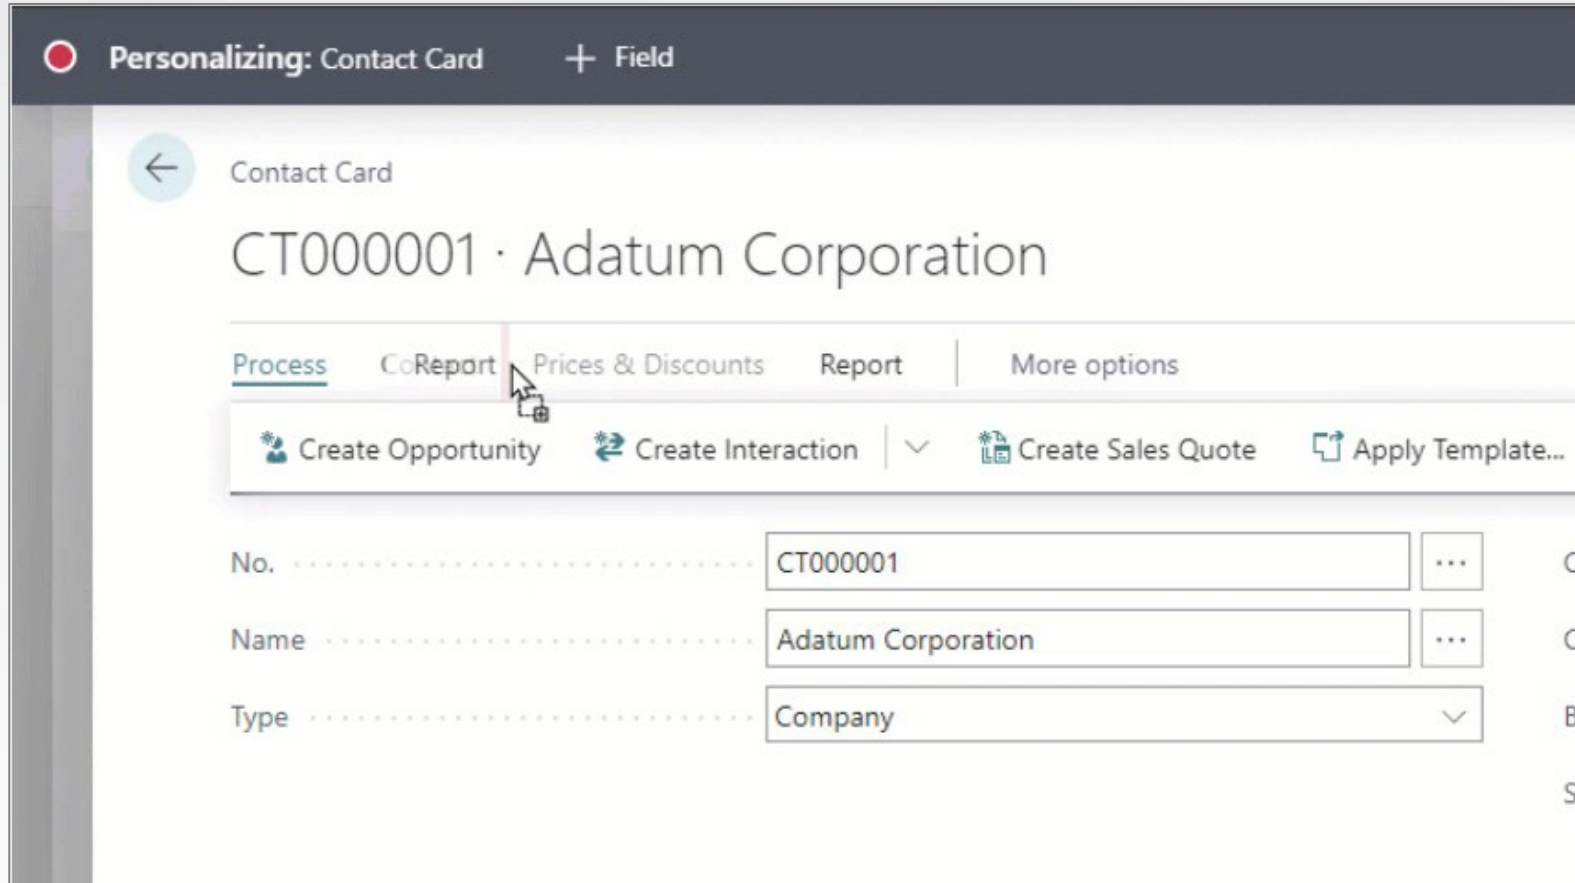 Personalizing: Contact Card + Field
Contact Card
CT000001 · Adatum Corporation
Process Report Prices & Discounts Report More options
Create Opportunity Create Interaction Create Sales Quote Apply Template...
No. CT000001 ...
Name Adatum Corporation ...
Type Company